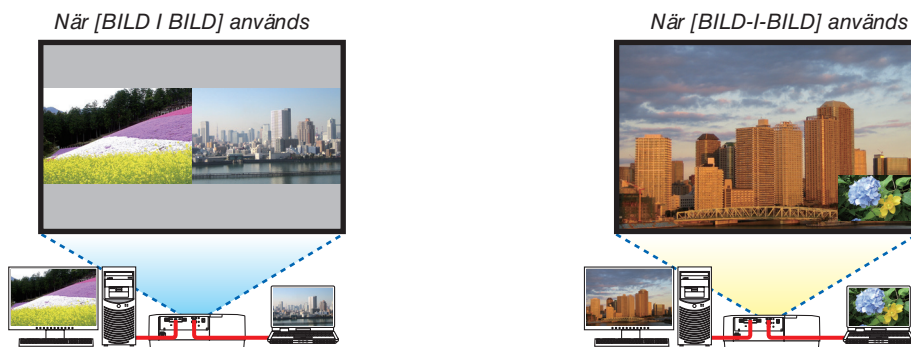 När [BILD I BILD] används
När [BILD-I-BILD] används